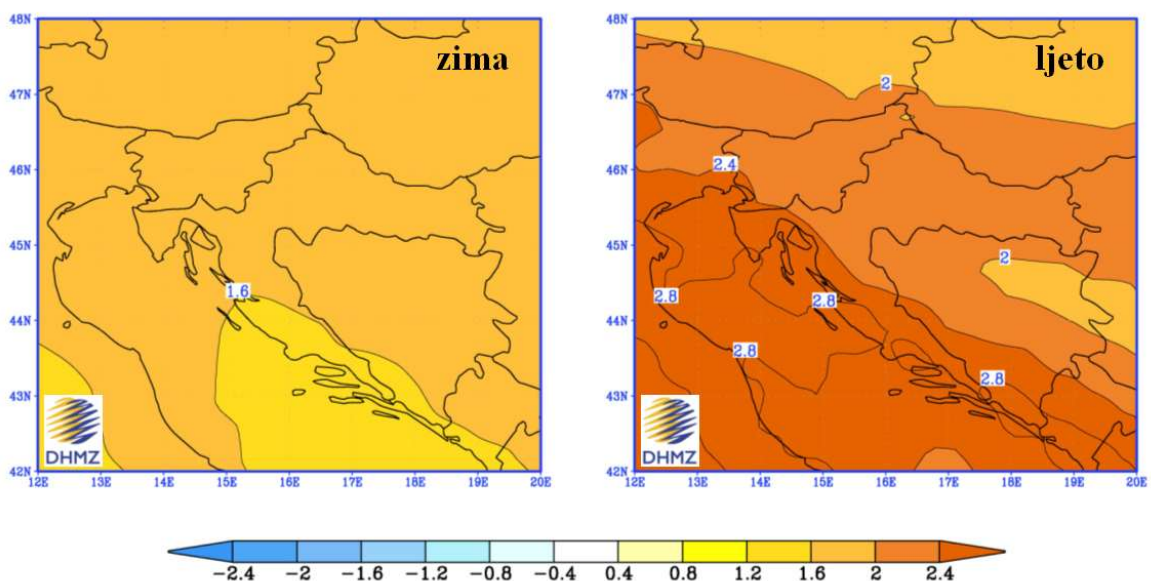 zima
48N
47N
46N
45N
44N
43N
42N
12E 13E 14E 15E 16E 17E 18E 19E 20E
1.6
DHMZ
ljeto
48N
47N
46N
45N
44N
43N
42N
12E 13E 14E 15E 16E 17E 18E 19E 20E
2
2.4
2
2.8
2.8
2.8
2.8
DHMZ
-2.4 -2 -1.6 -1.2 -0.8 -0.4 0.4 0.8 1.2 1.6 2 2.4